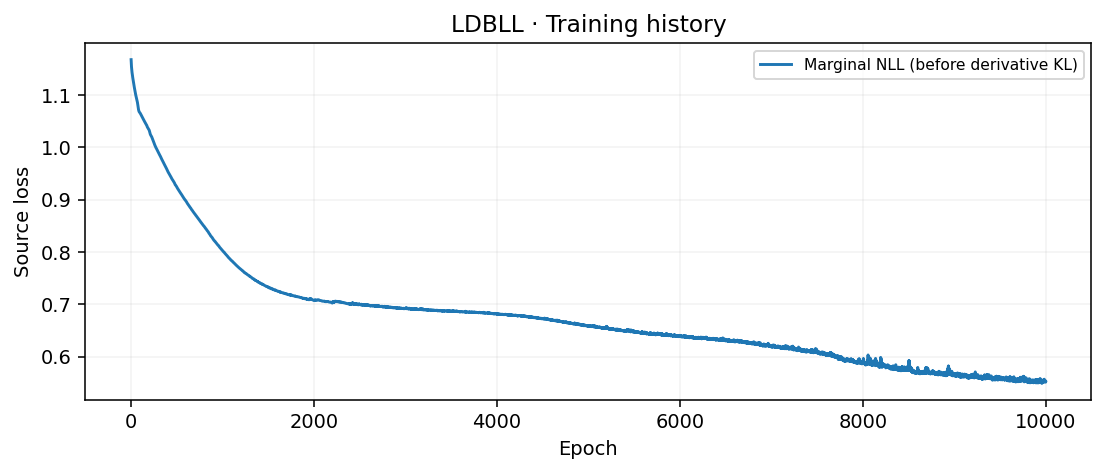 LDBLL · Training history
Marginal NLL (before derivative KL)
Source loss
1.1
1.0
0.9
0.8
0.7
0.6
0 2000 4000 6000 8000 10000
Epoch